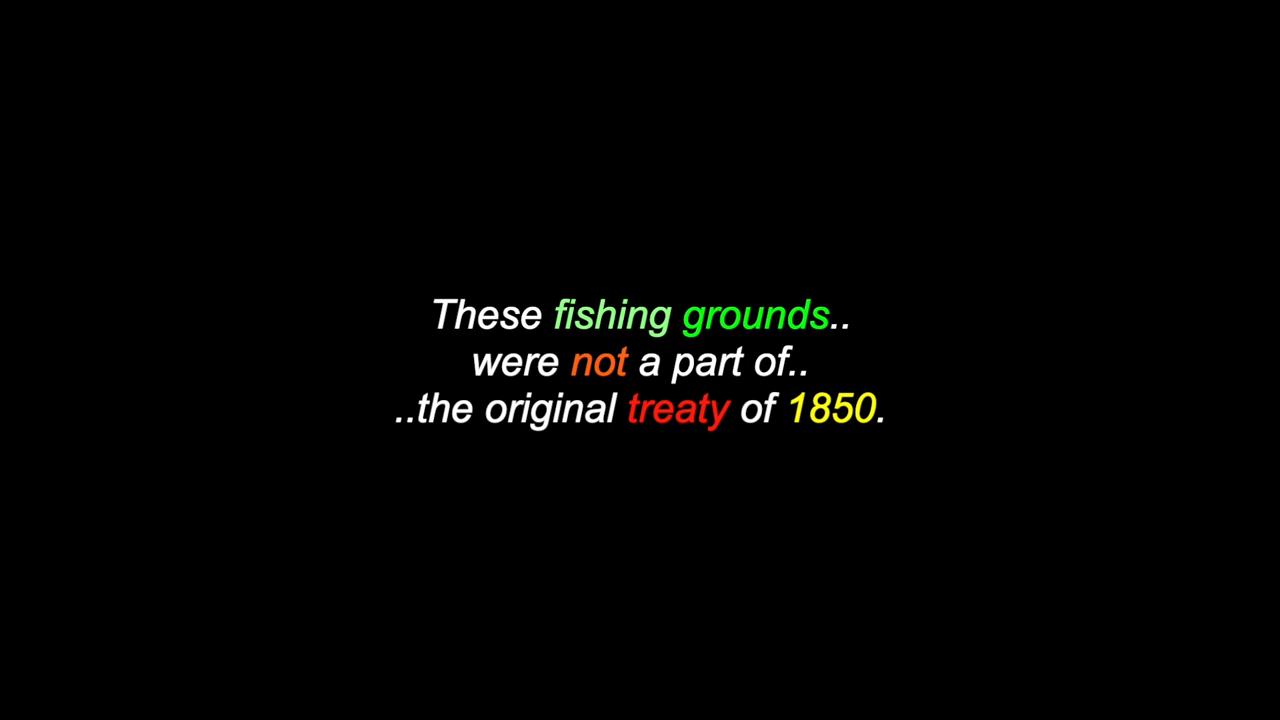 These fishing grounds..
were not a part of..
..the original treaty of 1850.